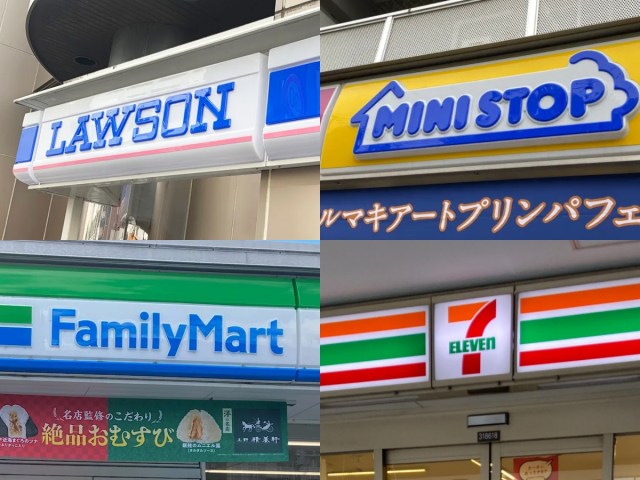 LAWSON
MINI STOP
ルマキアートプリンパフェ
FamilyMart
名店監修のこだわり
絶品おむすび
7
ELEVEN